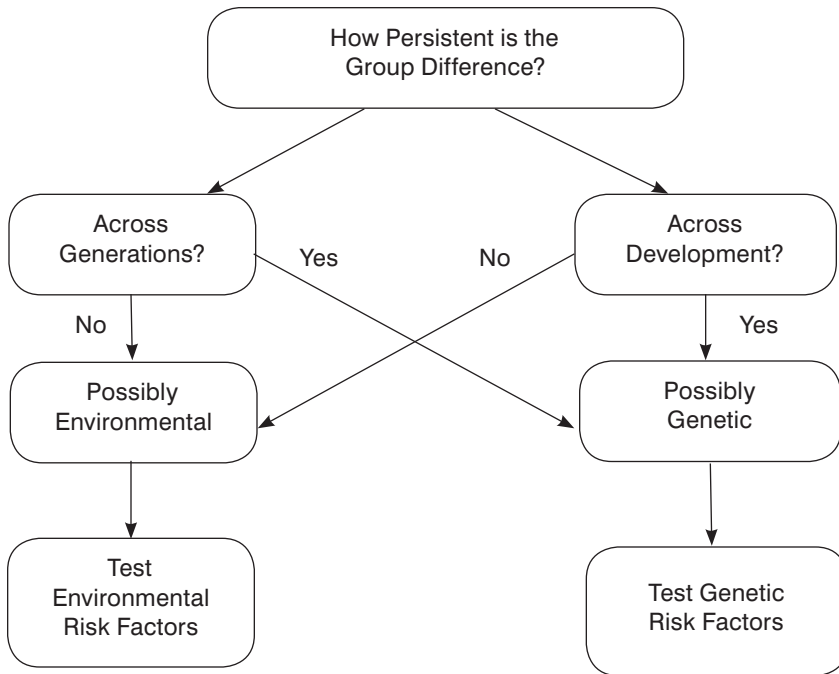 How Persistent is the
Group Difference?
Across
Generations?
Across
Development?
Yes
No
No
Yes
Possibly
Environmental
Possibly
Genetic
Test
Environmental
Risk Factors
Test Genetic
Risk Factors